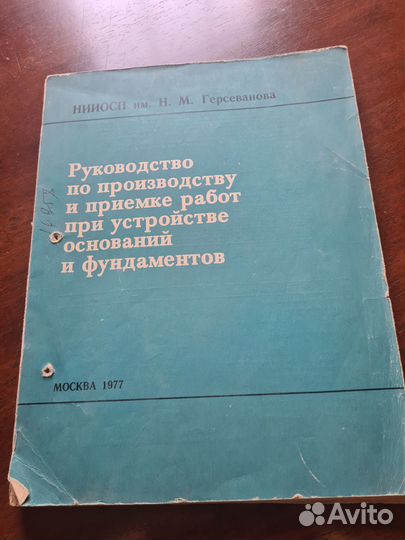 НИИОСП им. Н. М. Герсеванова
Руководство
по производству
и приемке работ
при устройстве
оснований
и фундаментов
МОСКВА 1977
Avito